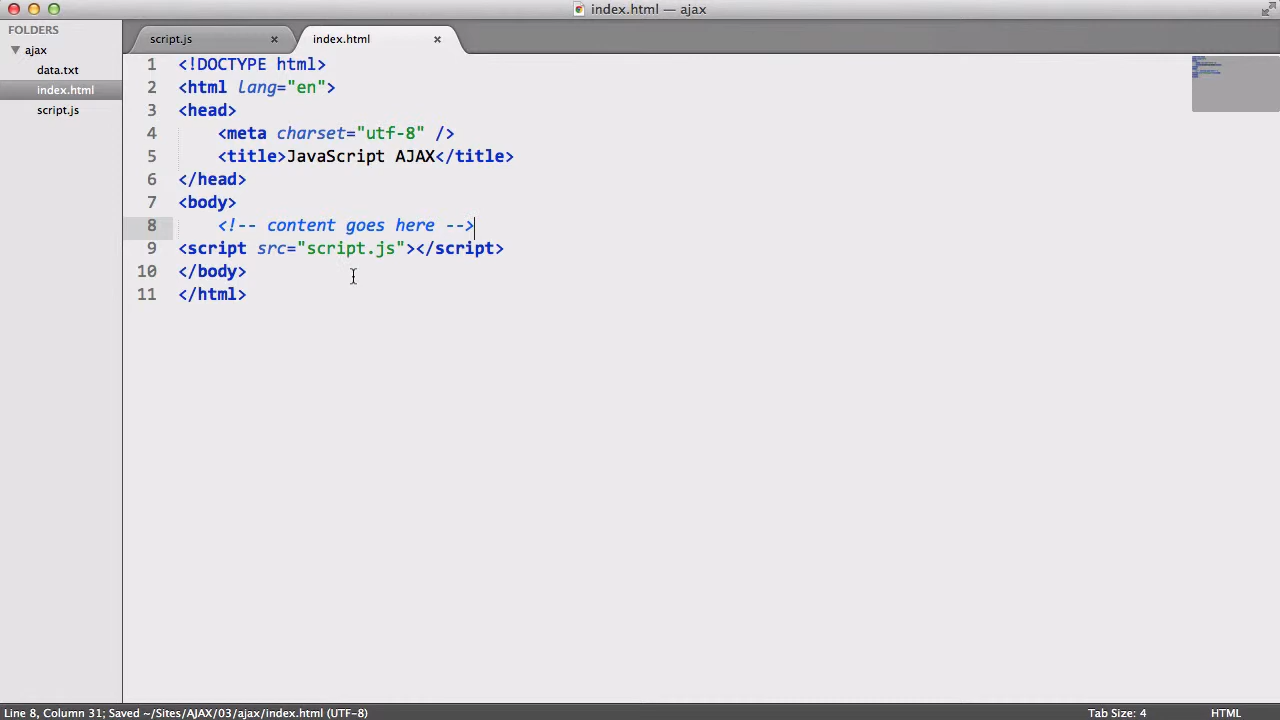 index.html — ajax
FOLDERS
ajax
data.txt
index.html
script.js
script.js ×
index.html ×
1 <!DOCTYPE html>
2 <html lang="en">
3 <head>
4     <meta charset="utf-8" />
5     <title>JavaScript AJAX</title>
6 </head>
7 <body>
8     <!-- content goes here -->
9 <script src="script.js"></script>
10 </body>
11 </html>
Line 8, Column 31; Saved ~/Sites/AJAX/03/ajax/index.html (UTF-8)
Tab Size: 4
HTML